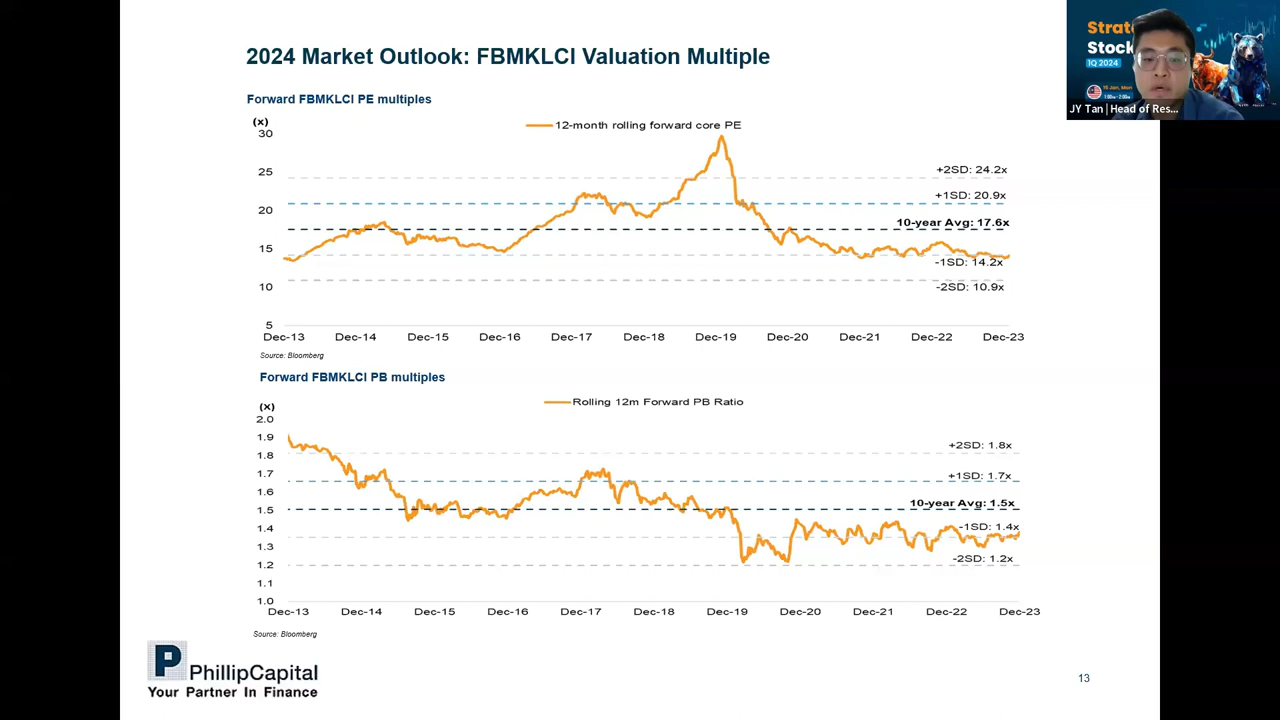 2024 Market Outlook: FBMKLCI Valuation Multiple
Strate
Stock
1Q 2024
15 Jan, Mon
JY Tan | Head of Res...
Forward FBMKLCI PE multiples
(x)
12-month rolling forward core PE
30
25
20
15
10
5
+2SD: 24.2x
+1SD: 20.9x
10-year Avg: 17.6x
-1SD: 14.2x
-2SD: 10.9x
Dec-13 Dec-14 Dec-15 Dec-16 Dec-17 Dec-18 Dec-19 Dec-20 Dec-21 Dec-22 Dec-23
Source: Bloomberg
Forward FBMKLCI PB multiples
(x)
Rolling 12m Forward PB Ratio
2.0
1.9
1.8
1.7
1.6
1.5
1.4
1.3
1.2
1.1
1.0
+2SD: 1.8x
+1SD: 1.7x
10-year Avg: 1.5x
-1SD: 1.4x
-2SD: 1.2x
Dec-13 Dec-14 Dec-15 Dec-16 Dec-17 Dec-18 Dec-19 Dec-20 Dec-21 Dec-22 Dec-23
Source: Bloomberg
P PhillipCapital
Your Partner In Finance
13